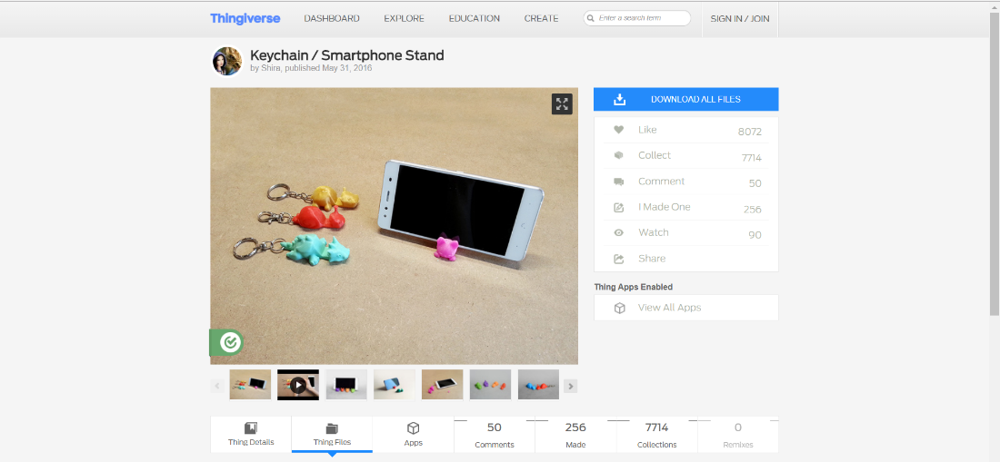 Thingiverse DASHBOARD EXPLORE EDUCATION CREATE Enter a search term SIGN IN / JOIN
Keychain / Smartphone Stand
by Shira, published May 31, 2016
DOWNLOAD ALL FILES
Like 8072
Collect 7714
Comment 50
I Made One 256
Watch 90
Share
Thing Apps Enabled
View All Apps
50 256 7714 0
Thing Details Thing Files Apps Comments Made Collections Remixes